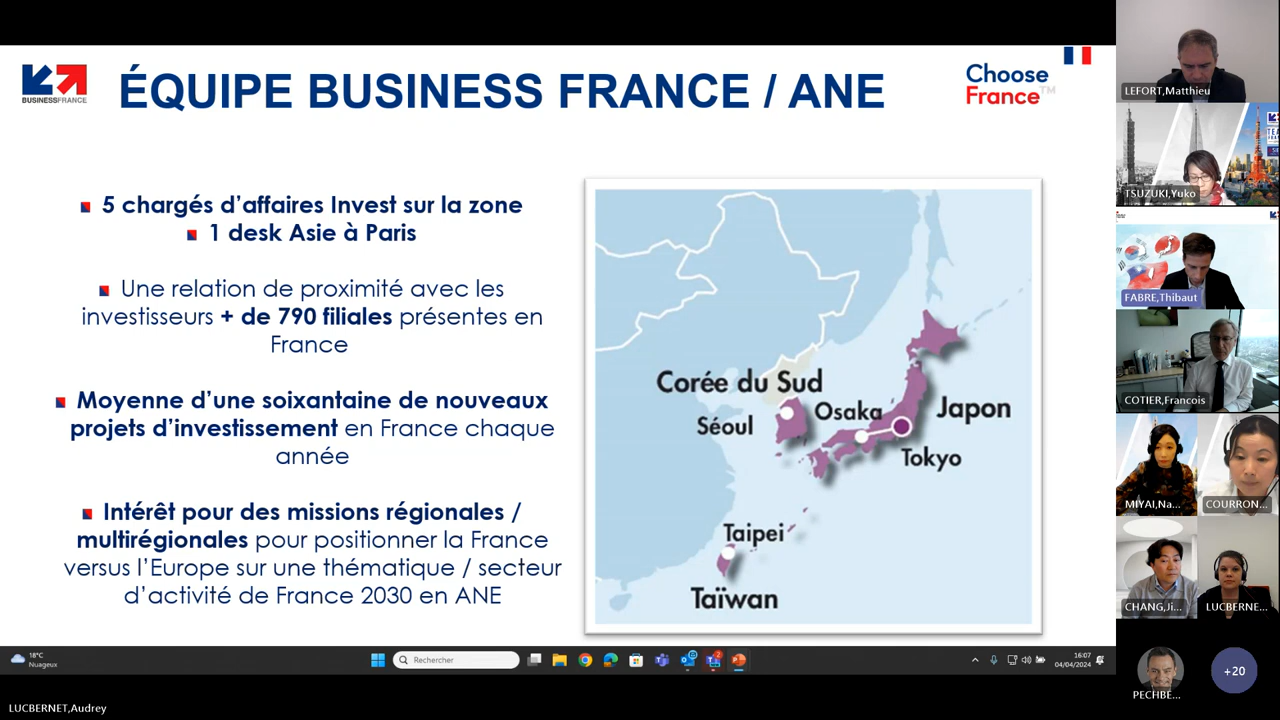 BUSINESSFRANCE
ÉQUIPE BUSINESS FRANCE / ANE
Choose
France™
5 chargés d’affaires Invest sur la zone
1 desk Asie à Paris
Une relation de proximité avec les
investisseurs + de 790 filiales présentes en
France
Moyenne d’une soixantaine de nouveaux
projets d’investissement en France chaque
année
Intérêt pour des missions régionales /
multirégionales pour positionner la France
versus l’Europe sur une thématique / secteur
d’activité de France 2030 en ANE
Corée du Sud
Séoul
Osaka
Japon
Tokyo
Taipei
Taïwan
18°C
Nuageux
Rechercher
16:07
04/04/2024
LUCBERNET,Audrey
LEFORT,Matthieu
TSUZUKI,Yuko
FABRE,Thibaut
COTIER,Francois
MIYAI,Na...
COURRON...
CHANG,Ji...
LUCBERNE...
PECHBE...
+20